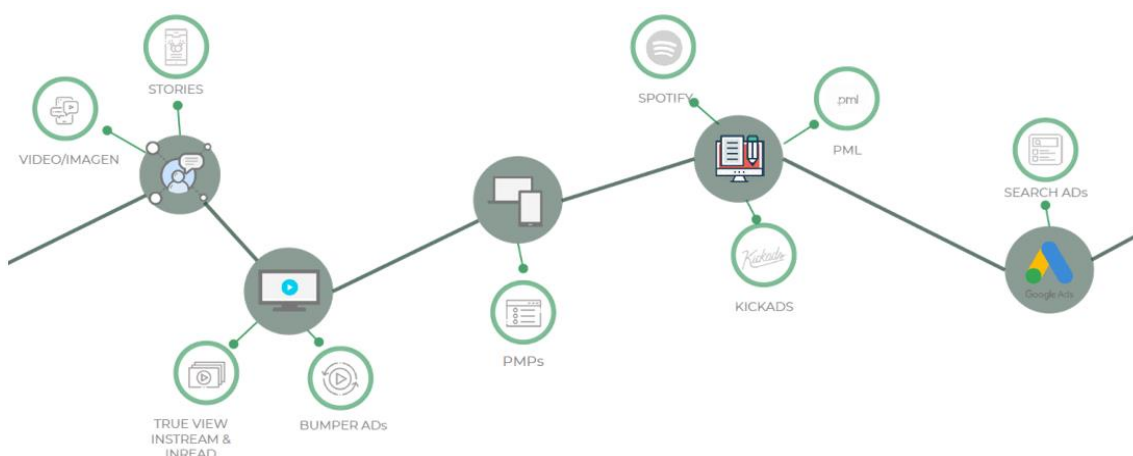 STORIES
VIDEO/IMAGEN
TRUE VIEW
INSTREAM &
INREAD
BUMPER ADs
PMPs
SPOTIFY
.pml
PML
Kickads
KICKADS
SEARCH ADs
Google Ads